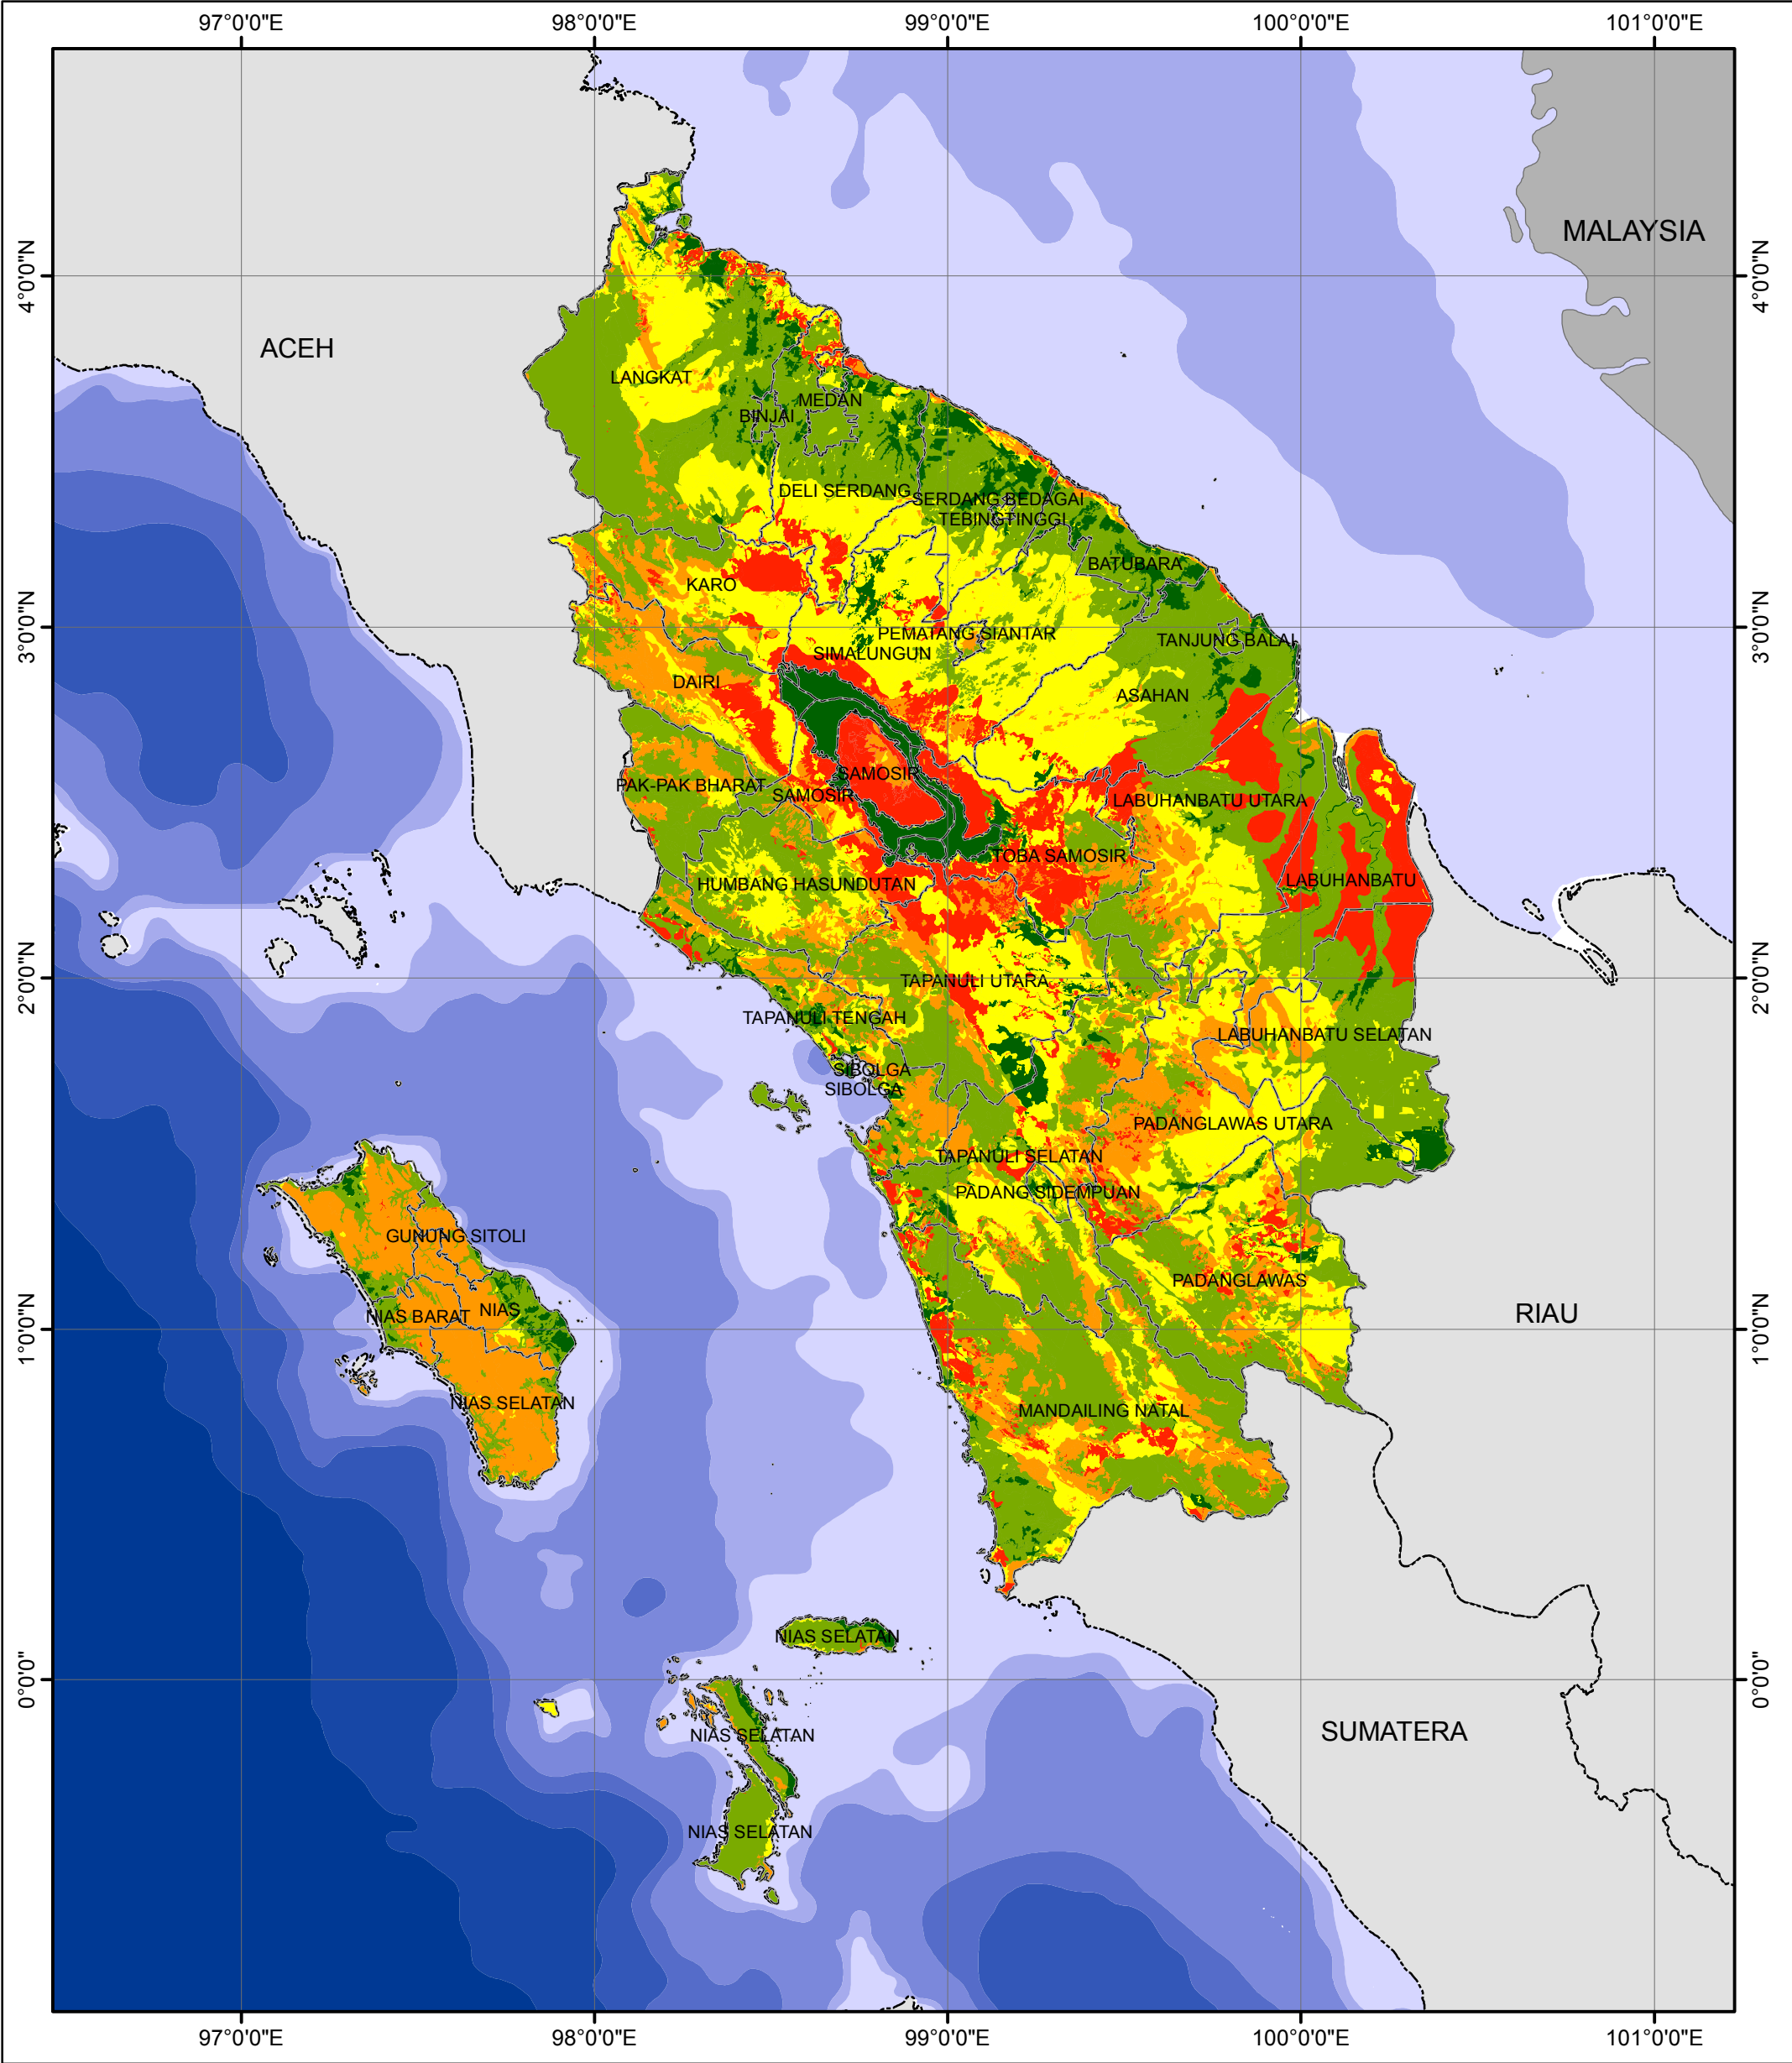 97°0'0"E 98°0'0"E 99°0'0"E 100°0'0"E 101°0'0"E
MALAYSIA
4°0'0"N 4°0'0"N
ACEH
LANGKAT
MEDAN
BINJAI
DELI SERDANG
SERDANG BEDAGAI
TEBINGTINGGI
BATUBARA
KARO
3°0'0"N 3°0'0"N
PEMATANG SIANTAR
TANJUNG BALAI
SIMALUNGUN
DAIRI
ASAHAN
SAMOSIR
PAK-PAK BHARAT
SAMOSIR
LABUHANBATU UTARA
TOBA SAMOSIR
LABUHANBATU
HUMBANG HASUNDUTAN
2°0'0"N 2°0'0"N
TAPANULI UTARA
TAPANULI TENGAH
LABUHANBATU SELATAN
SIBOLGA
SIBOLGA
PADANGLAWAS UTARA
TAPANULI SELATAN
PADANG SIDEMPUAN
GUNUNG SITOLI
PADANGLAWAS
NIAS
NIAS BARAT
RIAU
1°0'0"N 1°0'0"N
NIAS SELATAN
MANDAILING NATAL
NIAS SELATAN
0°0'0" 0°0'0"
NIAS SELATAN
SUMATERA
NIAS SELATAN
97°0'0"E 98°0'0"E 99°0'0"E 100°0'0"E 101°0'0"E